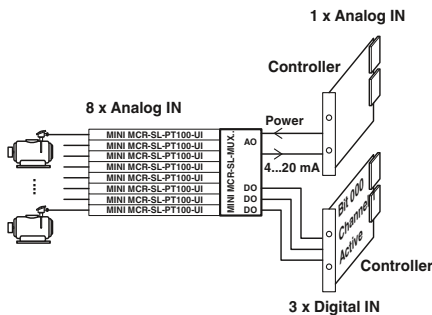 1 x Analog IN
Controller
8 x Analog IN
Power
MINI MCR-SL-PT100-UI
MINI MCR-SL-PT100-UI
MINI MCR-SL-PT100-UI
MINI MCR-SL-PT100-UI
MINI MCR-SL-PT100-UI
MINI MCR-SL-PT100-UI
MINI MCR-SL-PT100-UI
MINI MCR-SL-PT100-UI
MINI MCR-SL-MUX...
AO
4...20 mA
DO
DO
DO
Bit 000
Channel
Active
Controller
3 x Digital IN